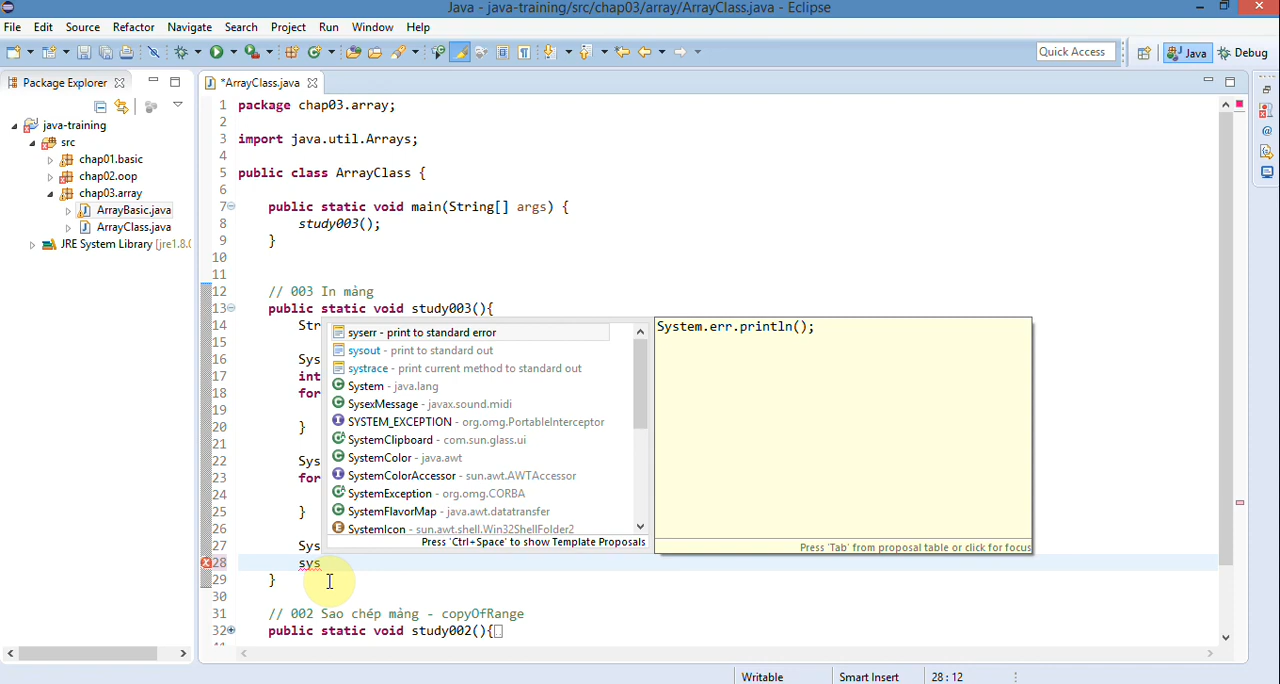 Java - java-training/src/chap03/array/ArrayClass.java - Eclipse
File Edit Source Refactor Navigate Search Project Run Window Help
Quick Access
Java
Debug
Package Explorer
*ArrayClass.java
java-training
src
chap01.basic
chap02.oop
chap03.array
ArrayBasic.java
ArrayClass.java
JRE System Library [jre1.8.0
1 package chap03.array;
2
3 import java.util.Arrays;
4
5 public class ArrayClass {
6
7 public static void main(String[] args) {
8 study003();
9 }
10
11
12 // 003 In mảng
13 public static void study003(){
14 Str
15
16 Sys
17 int
18 for
19
20 }
21
22 Sys
23 for
24
25 }
26
27 Sys
28 sys
29 }
30
31 // 002 Sao chép mảng - copyOfRange
32 public static void study002(){
syserr - print to standard error
sysout - print to standard out
systrace - print current method to standard out
System - java.lang
SysexMessage - javax.sound.midi
SYSTEM_EXCEPTION - org.omg.PortableInterceptor
SystemClipboard - com.sun.glass.ui
SystemColor - java.awt
SystemColorAccessor - sun.awt.AWTAccessor
SystemException - org.omg.CORBA
SystemFlavorMap - java.awt.datatransfer
SystemIcon - sun.awt.shell.Win32ShellFolder2
Press 'Ctrl+Space' to show Template Proposals
System.err.println();
Press 'Tab' from proposal table or click for focus
Writable
Smart Insert
28 : 12